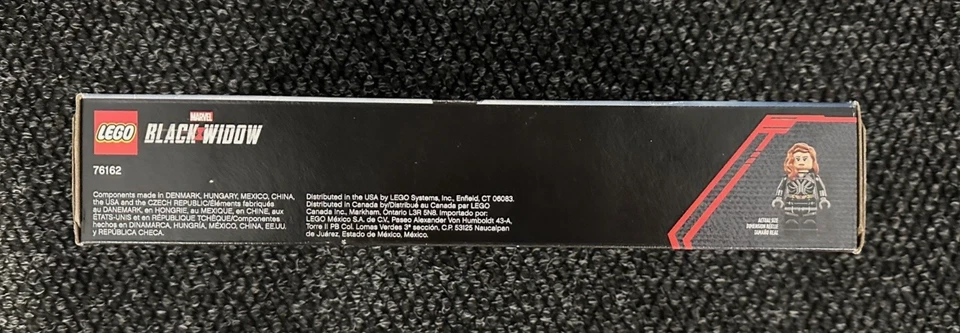 LEGO
MARVEL
BLACK WIDOW
76162
Components made in DENMARK, HUNGARY, MEXICO, CHINA,
the USA and the CZECH REPUBLIC/Éléments fabriqués
au DANEMARK, en HONGRIE, au MEXIQUE, en CHINE, aux
ÉTATS-UNIS et en RÉPUBLIQUE TCHÈQUE/Componentes
hechos en DINAMARCA, HUNGRÍA, MÉXICO, CHINA, EE.UU.
y REPÚBLICA CHECA.
Distributed in the USA by LEGO Systems, Inc., Enfield, CT 06083.
Distributed in Canada by/Distribué au Canada par LEGO
Canada Inc., Markham, Ontario L3R 5N8. Importado por:
LEGO México S.A. de C.V., Paseo Alexander Von Humboldt 43-A,
Torre II PB Col. Lomas Verdes 3ª sección, C.P. 53125 Naucalpan
de Juárez, Estado de México, México.
ACTUAL SIZE
DIMENSION RÉELLE
TAMAÑO REAL